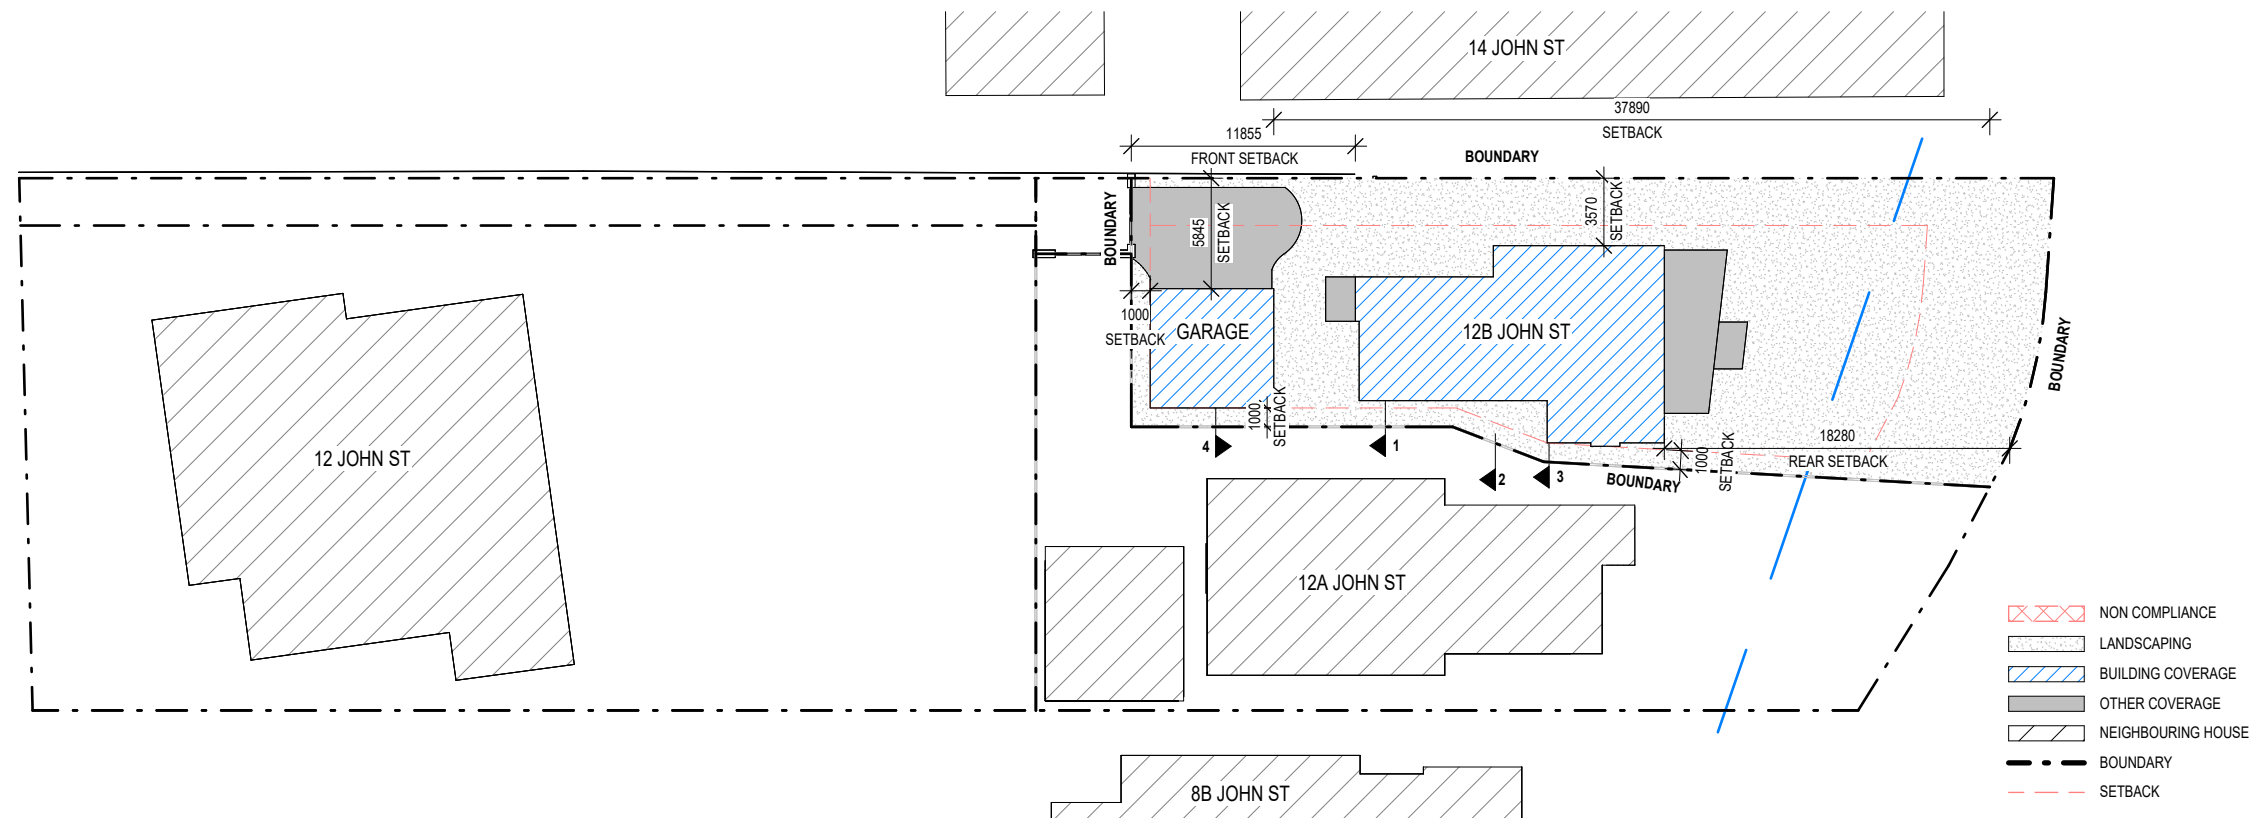 14 JOHN ST
37890
SETBACK
11855
FRONT SETBACK
BOUNDARY
BOUNDARY
5845
SETBACK
3570
SETBACK
1000
SETBACK
GARAGE
12B JOHN ST
BOUNDARY
1000
SETBACK
4
1
2
3
18280
REAR SETBACK
1000
SETBACK
BOUNDARY
12 JOHN ST
12A JOHN ST
8B JOHN ST
NON COMPLIANCE
LANDSCAPING
BUILDING COVERAGE
OTHER COVERAGE
NEIGHBOURING HOUSE
BOUNDARY
SETBACK